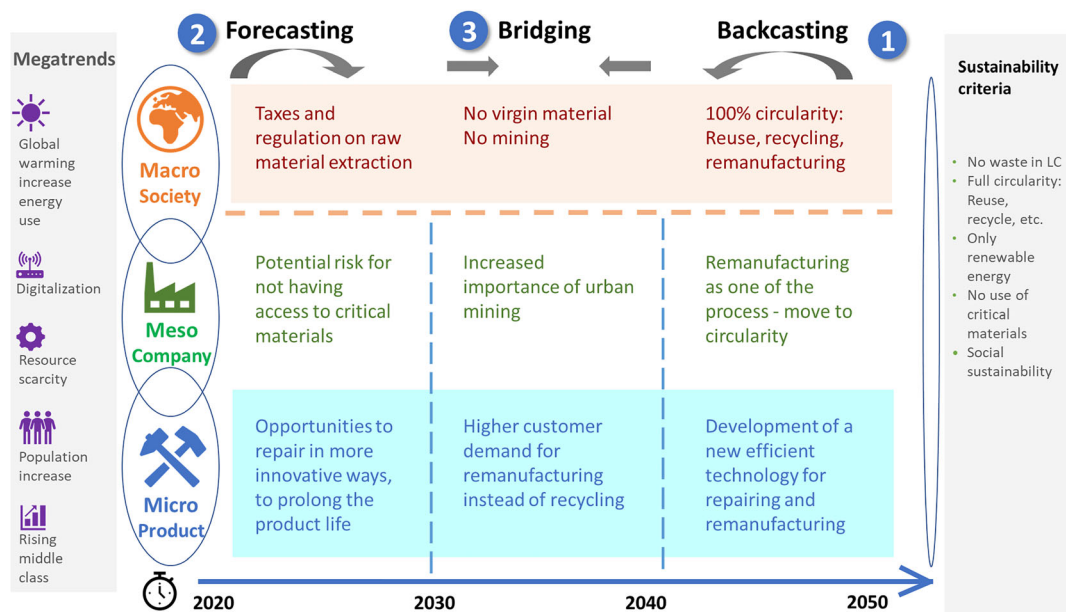 2 Forecasting
3 Bridging
Backcasting 1
Megatrends
Global
warming
increase
energy
use
Digitalization
Resource
scarcity
Population
increase
Rising
middle
class
Macro
Society
Taxes and
regulation on raw
material extraction
No virgin material
No mining
100% circularity:
Reuse, recycling,
remanufacturing
Meso
Company
Potential risk for
not having
access to critical
materials
Increased
importance of urban
mining
Remanufacturing
as one of the
process - move to
circularity
Micro
Product
Opportunities to
repair in more
innovative ways,
to prolong the
product life
Higher customer
demand for
remanufacturing
instead of recycling
Development of a
new efficient
technology for
repairing and
remanufacturing
2020
2030
2040
2050
Sustainability
criteria
• No waste in LC
• Full circularity:
Reuse,
recycle, etc.
• Only
renewable
energy
• No use of
critical
materials
• Social
sustainability